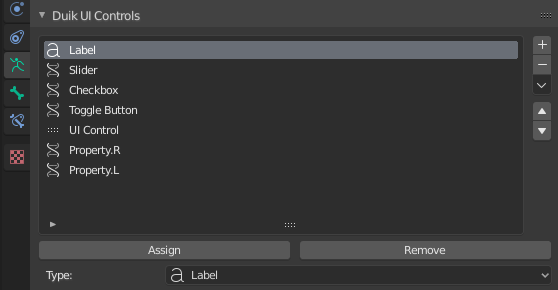 Duik UI Controls
Label
Slider
Checkbox
Toggle Button
UI Control
Property.R
Property.L
Assign
Remove
Type:
Label